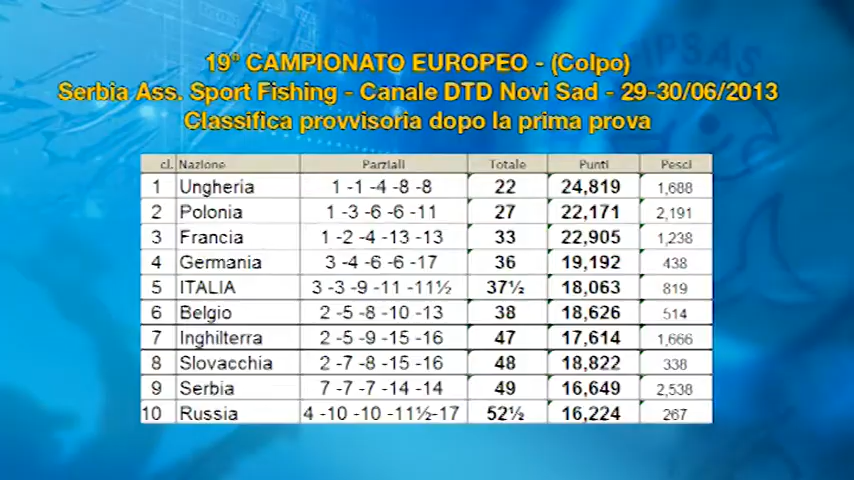 19° CAMPIONATO EUROPEO - (Colpo)
Serbia Ass. Sport Fishing - Canale DTD Novi Sad - 29-30/06/2013
Classifica provvisoria dopo la prima prova
cl. Nazione Parziali Totale Punti Pesci
1 Ungheria 1 -1 -4 -8 -8 22 24,819 1,688
2 Polonia 1 -3 -6 -6 -11 27 22,171 2,191
3 Francia 1 -2 -4 -13 -13 33 22,905 1,238
4 Germania 3 -4 -6 -6 -17 36 19,192 438
5 ITALIA 3 -3 -9 -11 -11½ 37½ 18,063 819
6 Belgio 2 -5 -8 -10 -13 38 18,626 514
7 Inghilterra 2 -5 -9 -15 -16 47 17,614 1,666
8 Slovacchia 2 -7 -8 -15 -16 48 18,822 338
9 Serbia 7 -7 -7 -14 -14 49 16,649 2,538
10 Russia 4 -10 -10 -11½-17 52½ 16,224 267